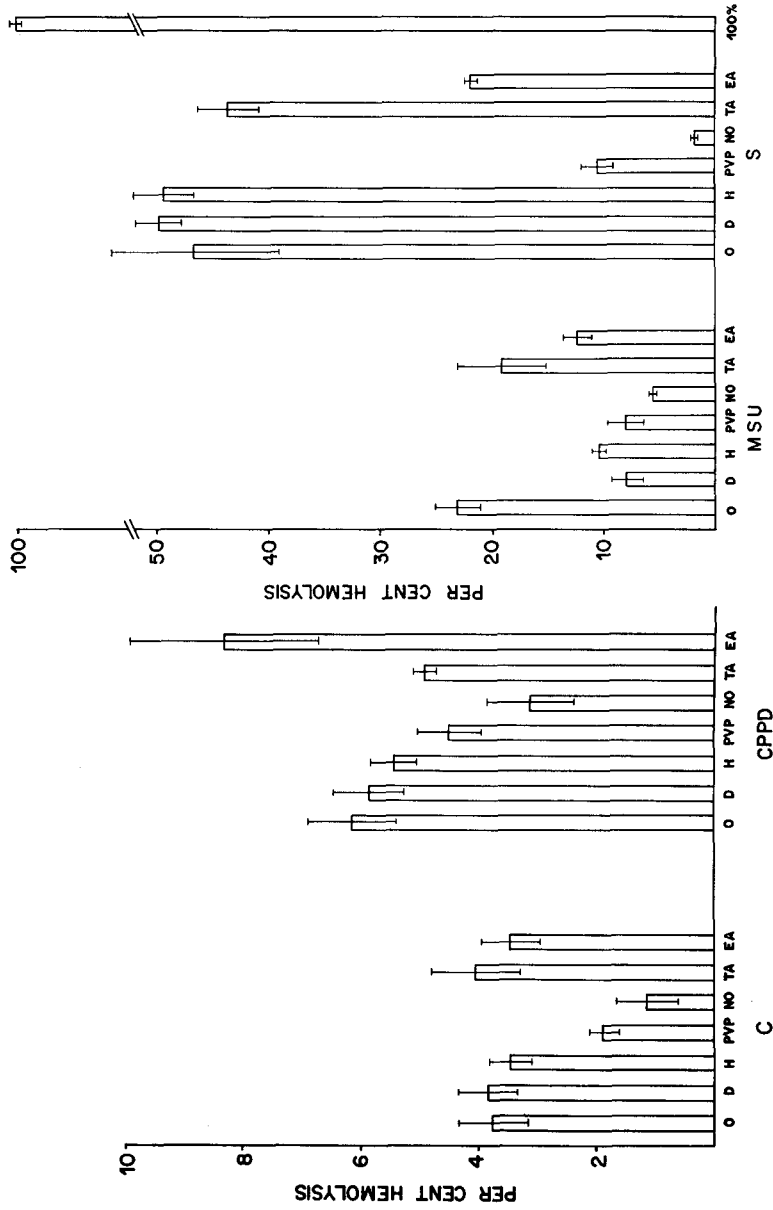 PER CENT HEMOLYSIS
10
8
6
4
2
O D H PVP NO TA EA
O D H PVP NO TA EA
C
CPPD
PER CENT HEMOLYSIS
100
50
40
30
20
10
O D H PVP NO TA EA
O D H PVP NO TA EA 100%
MSU
S